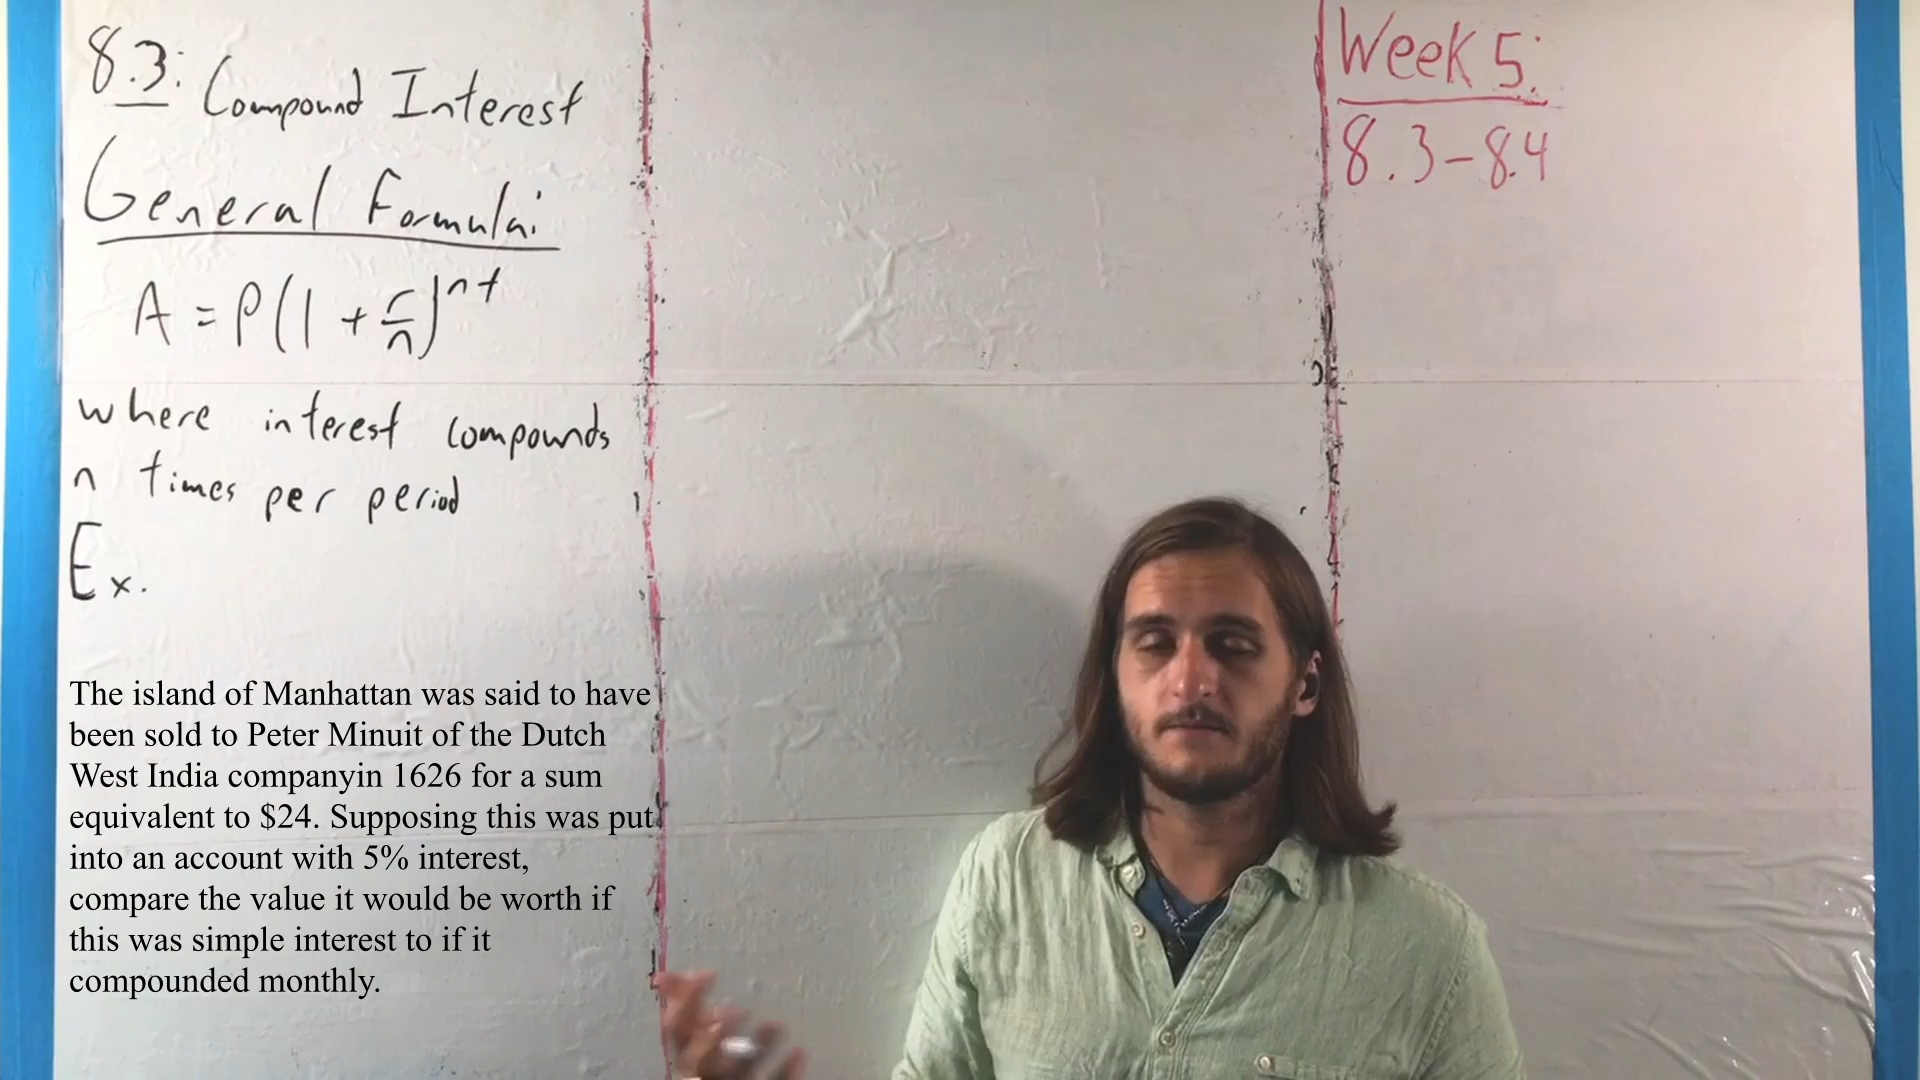 8.3: Compound Interest
General Formula:
A = P(1 + r/n)^nt
where interest compounds
n times per period
Ex.
The island of Manhattan was said to have
been sold to Peter Minuit of the Dutch
West India companyin 1626 for a sum
equivalent to $24. Supposing this was put
into an account with 5% interest,
compare the value it would be worth if
this was simple interest to if it
compounded monthly.
Week 5:
8.3-8.4